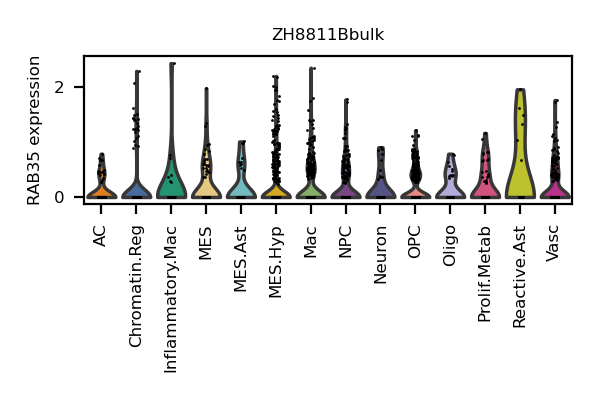 ZH8811Bbulk
RAB35 expression
2
0
AC
Chromatin.Reg
Inflammatory.Mac
MES
MES.Ast
MES.Hyp
Mac
NPC
Neuron
OPC
Oligo
Prolif.Metab
Reactive.Ast
Vasc